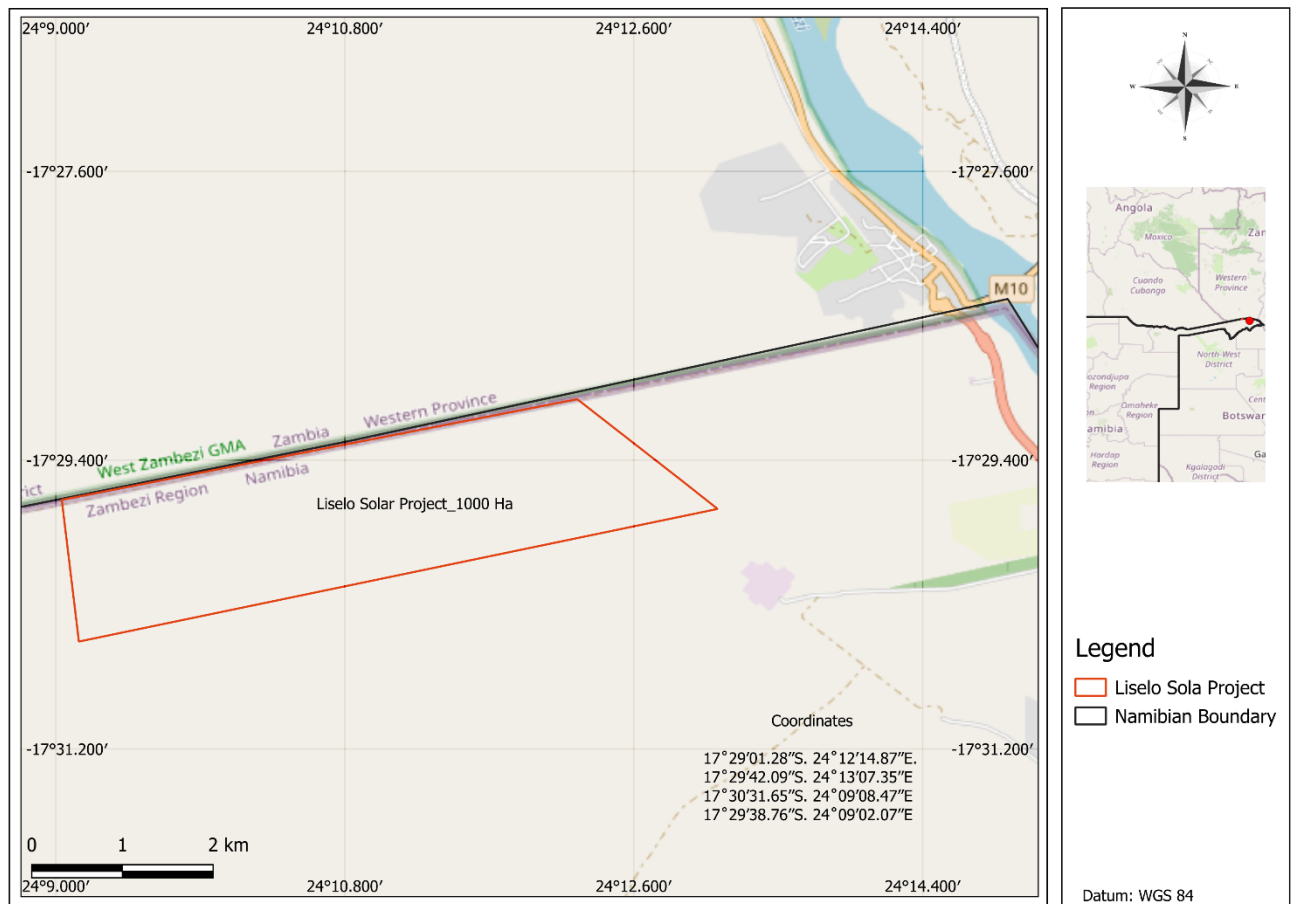 24°9.000′ 24°10.800′ 24°12.600′ 24°14.400′
-17°27.600′ -17°27.600′
M10
Western Province
Zambia
West Zambezi GMA
-17°29.400′ -17°29.400′
rict
Namibia
Zambezi Region
Liselo Solar Project_1000 Ha
Coordinates
-17°31.200′ -17°31.200′
17°29′01.28″S. 24°12′14.87″E.
17°29′42.09″S. 24°13′07.35″E
17°30′31.65″S. 24°09′08.47″E
17°29′38.76″S. 24°09′02.07″E
0 1 2 km
24°9.000′ 24°10.800′ 24°12.600′ 24°14.400′
N
W E
S
Angola
Moxico
Zar
Cuando
Cubango
Western
Province
North-West
District
ozondjupa
Region
Omaheke
Region
Cent
Botswar
amibia
Hardap
Region
Kgalagadi
District
Ga
Legend
Liselo Sola Project
Namibian Boundary
Datum: WGS 84